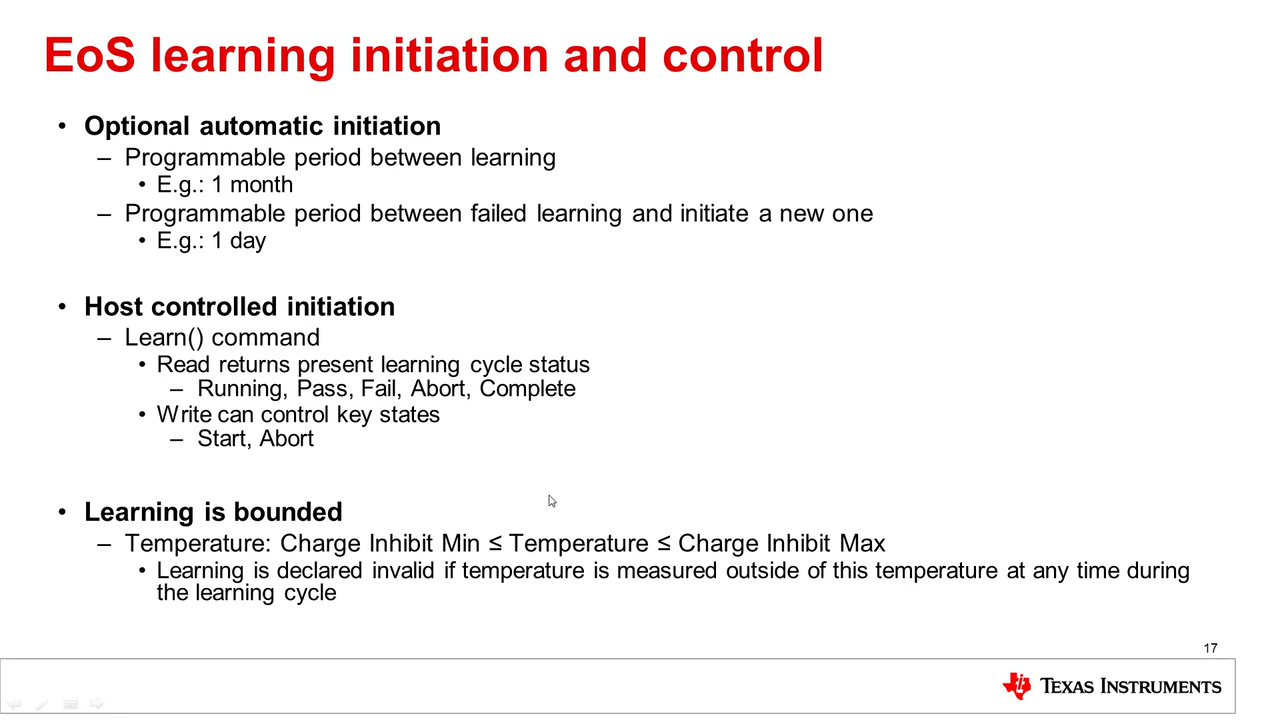 EoS learning initiation and control
• Optional automatic initiation
– Programmable period between learning
• E.g.: 1 month
– Programmable period between failed learning and initiate a new one
• E.g.: 1 day
• Host controlled initiation
– Learn() command
• Read returns present learning cycle status
– Running, Pass, Fail, Abort, Complete
• Write can control key states
– Start, Abort
• Learning is bounded
– Temperature: Charge Inhibit Min ≤ Temperature ≤ Charge Inhibit Max
• Learning is declared invalid if temperature is measured outside of this temperature at any time during
the learning cycle
17
TEXAS INSTRUMENTS